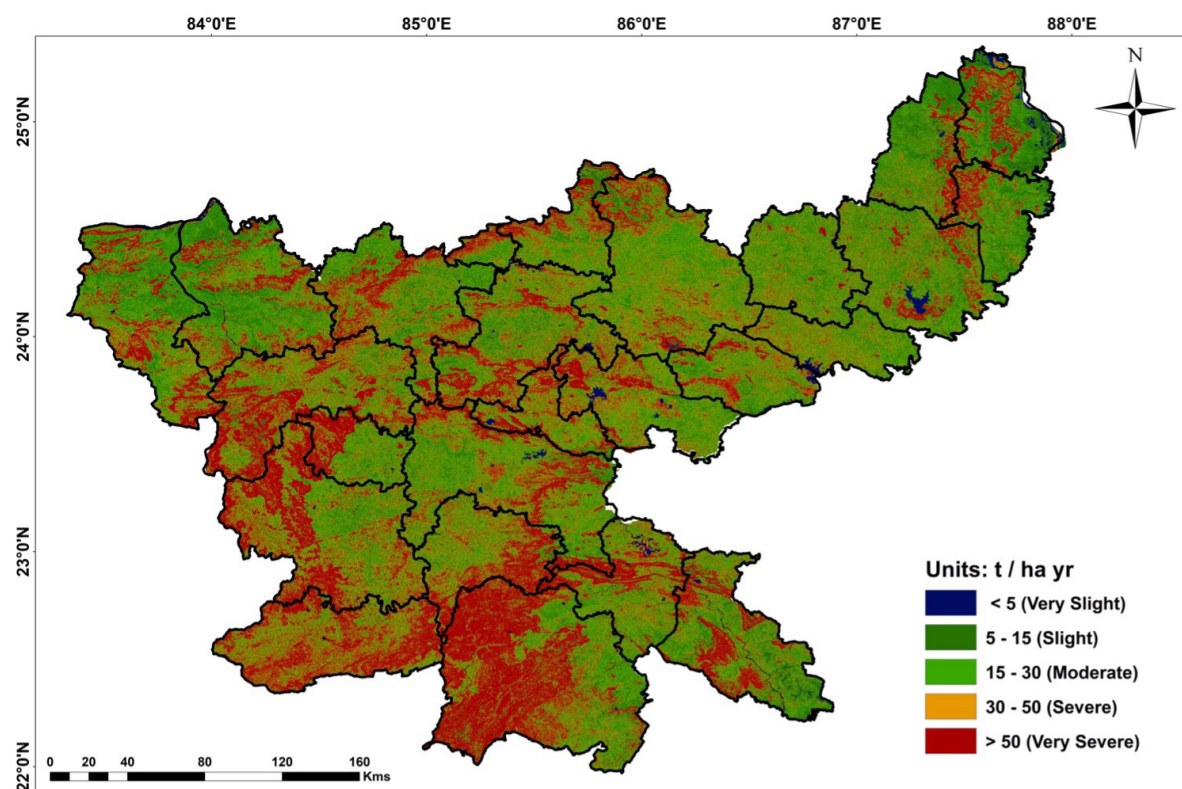 84°0'E 85°0'E 86°0'E 87°0'E 88°0'E
N
25°0'N
24°0'N
23°0'N
22°0'N
Units: t / ha yr
< 5 (Very Slight)
5 - 15 (Slight)
15 - 30 (Moderate)
30 - 50 (Severe)
> 50 (Very Severe)
0 20 40 80 120 160
Kms